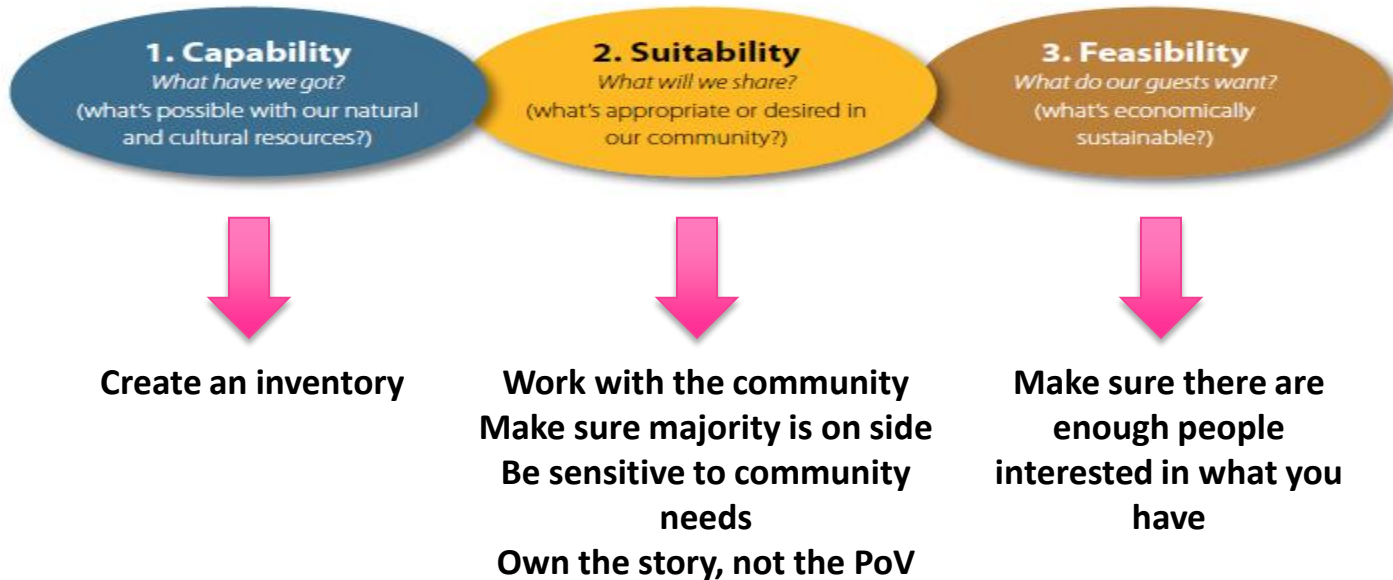 1. Capability
What have we got?
(what's possible with our natural
and cultural resources?)
2. Suitability
What will we share?
(what's appropriate or desired in
our community?)
3. Feasibility
What do our guests want?
(what's economically
sustainable?)
Create an inventory
Work with the community
Make sure majority is on side
Be sensitive to community
needs
Own the story, not the PoV
Make sure there are
enough people
interested in what you
have